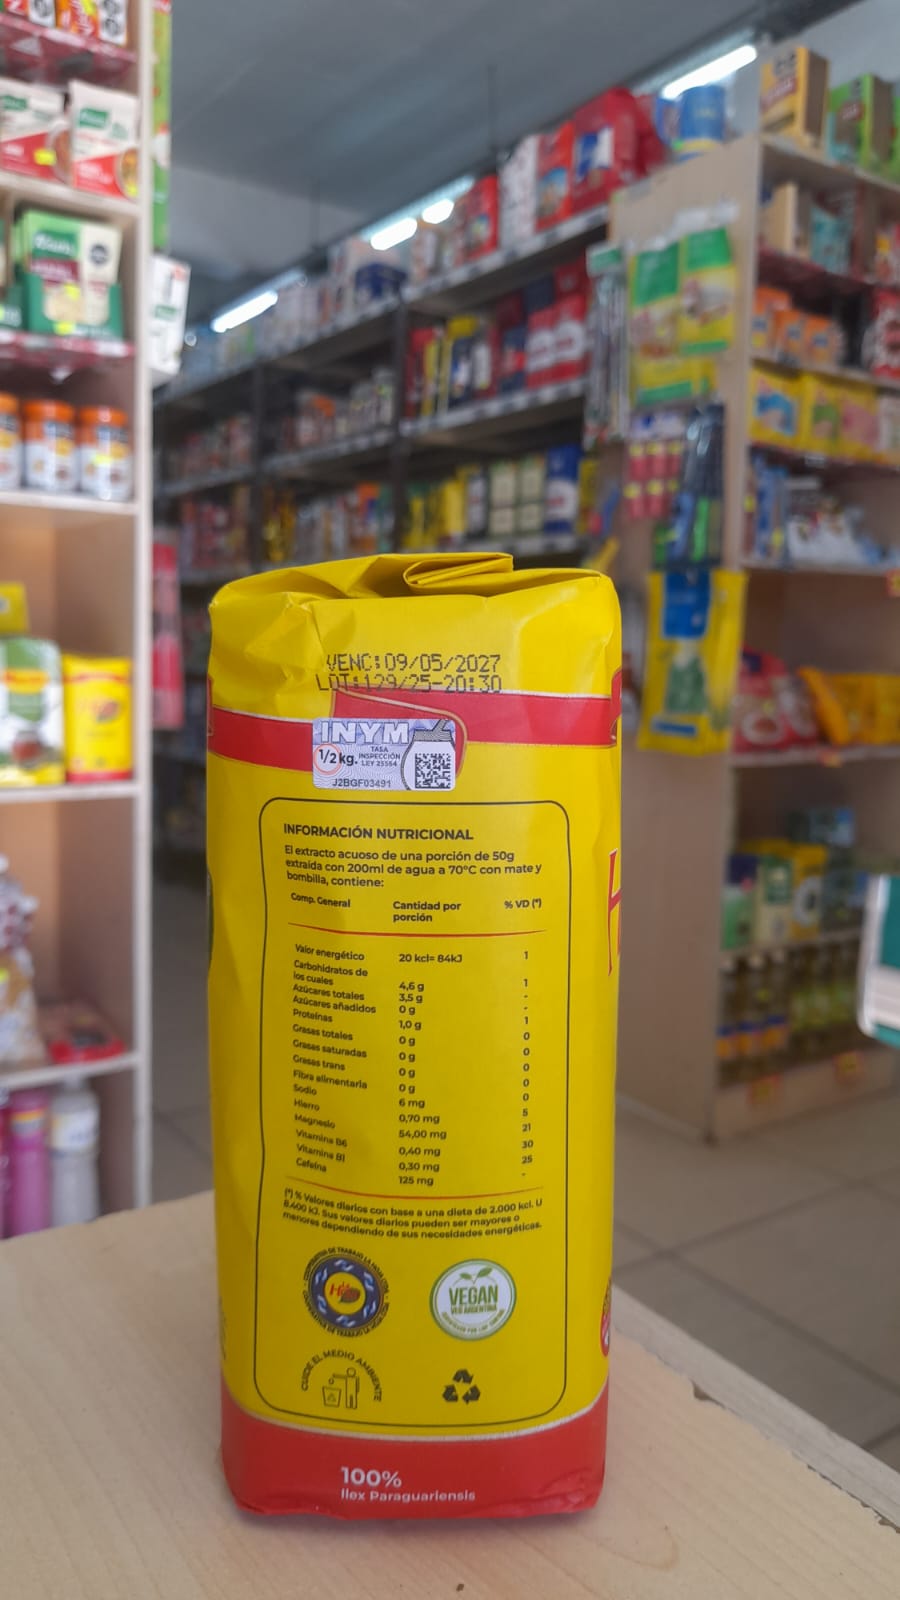 VENC:09/05/2027
LOT:129/25-20:30
INYM
1/2 kg.
TASA
INSPECCIÓN
LEY 25564
J2BGF03491
INFORMACIÓN NUTRICIONAL
El extracto acuoso de una porción de 50g
extraída con 200ml de agua a 70°C con mate y
bombilla, contiene:
Comp. General Cantidad por porción % VD (*)
Valor energético 20 kcl= 84kJ 1
Carbohidratos de
los cuales 4,6 g 1
Azúcares totales 3,5 g -
Azúcares añadidos 0 g -
Proteínas 1,0 g 1
Grasas totales 0 g 0
Grasas saturadas 0 g 0
Grasas trans 0 g 0
Fibra alimentaria 0 g 0
Sodio 6 mg 0
Hierro 0,70 mg 5
Magnesio 54,00 mg 21
Vitamina B6 0,40 mg 30
Vitamina B1 0,30 mg 25
Cafeína 125 mg -
(*) % Valores diarios con base a una dieta de 2.000 kcl. U
8.400 kJ. Sus valores diarios pueden ser mayores o
menores dependiendo de sus necesidades energéticas.
VEGAN
VEG ARGENTINA
CUIDE EL MEDIO AMBIENTE
100%
Ilex Paraguariensis
Knorr